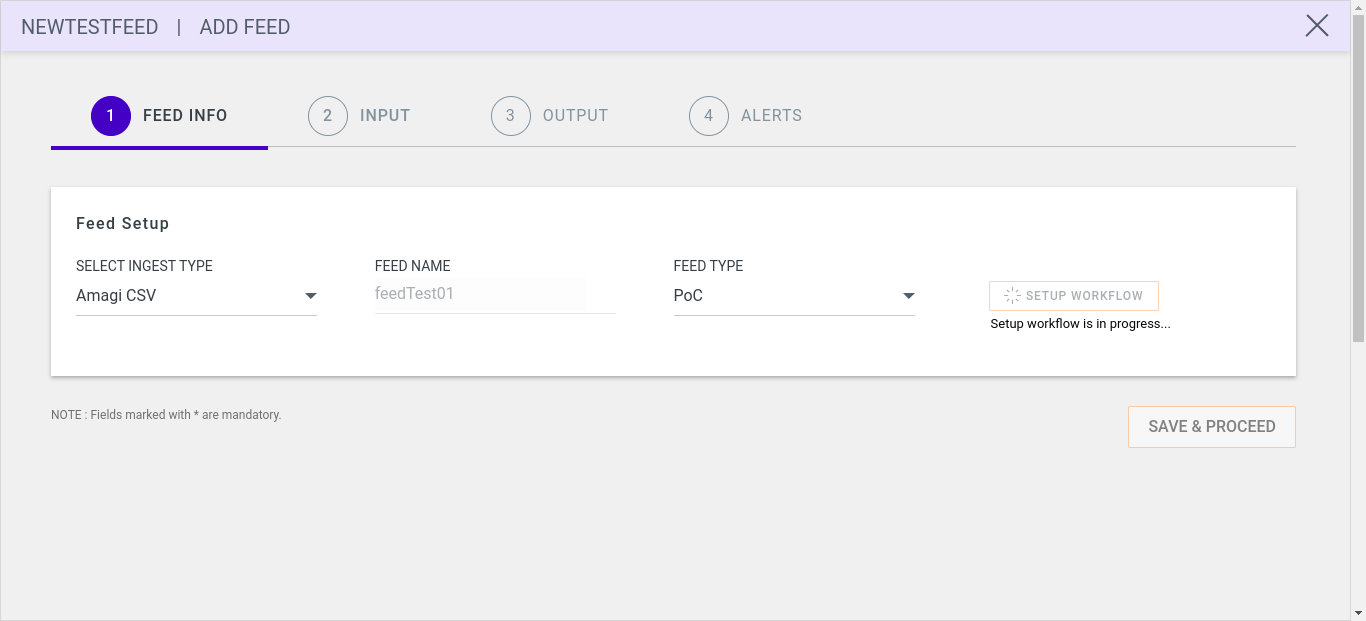 NEWTESTFEED | ADD FEED
1 FEED INFO 2 INPUT 3 OUTPUT 4 ALERTS
Feed Setup
SELECT INGEST TYPE FEED NAME FEED TYPE
Amagi CSV feedTest01 PoC SETUP WORKFLOW
Setup workflow is in progress...
NOTE : Fields marked with * are mandatory.
SAVE & PROCEED